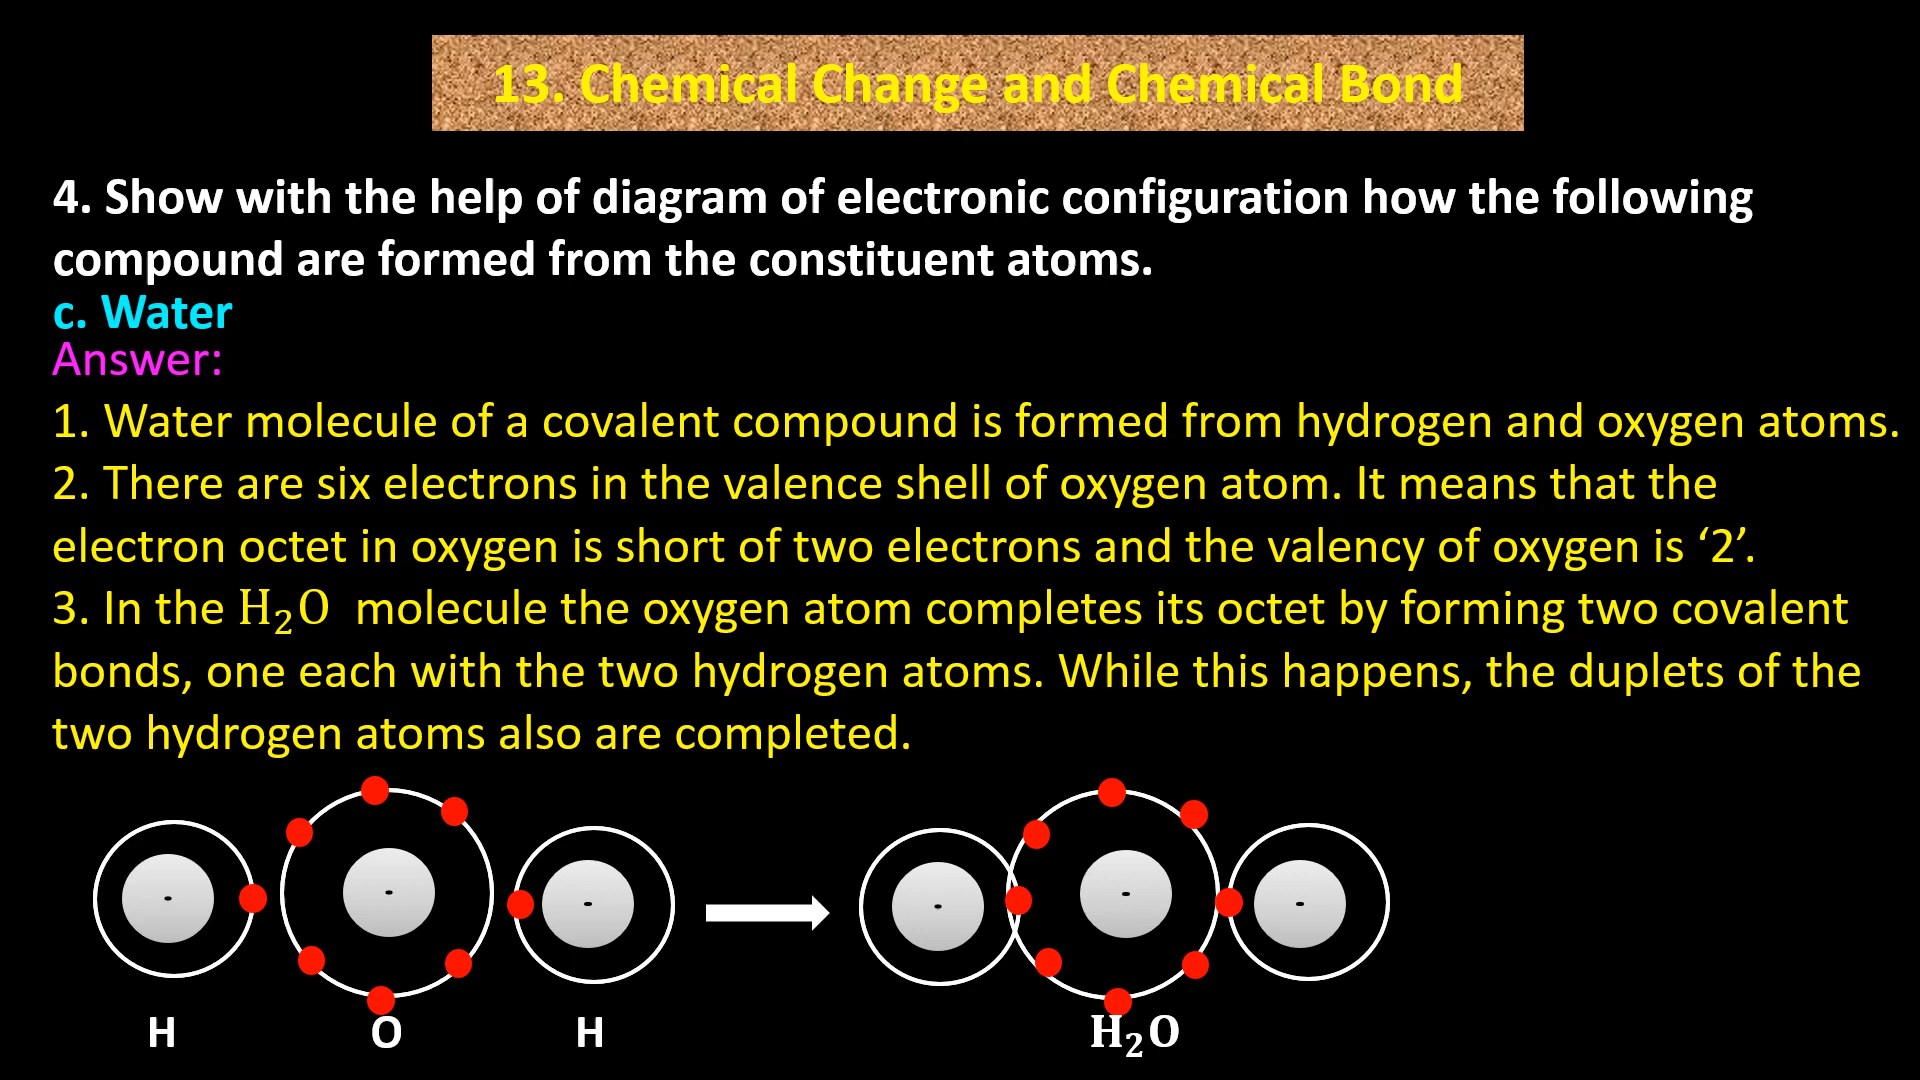 13. Chemical Change and Chemical Bond
4. Show with the help of diagram of electronic configuration how the following
compound are formed from the constituent atoms.
c. Water
Answer:
1. Water molecule of a covalent compound is formed from hydrogen and oxygen atoms.
2. There are six electrons in the valence shell of oxygen atom. It means that the
electron octet in oxygen is short of two electrons and the valency of oxygen is ‘2’.
3. In the H₂O molecule the oxygen atom completes its octet by forming two covalent
bonds, one each with the two hydrogen atoms. While this happens, the duplets of the
two hydrogen atoms also are completed.
- - - - - -
H O H H₂O